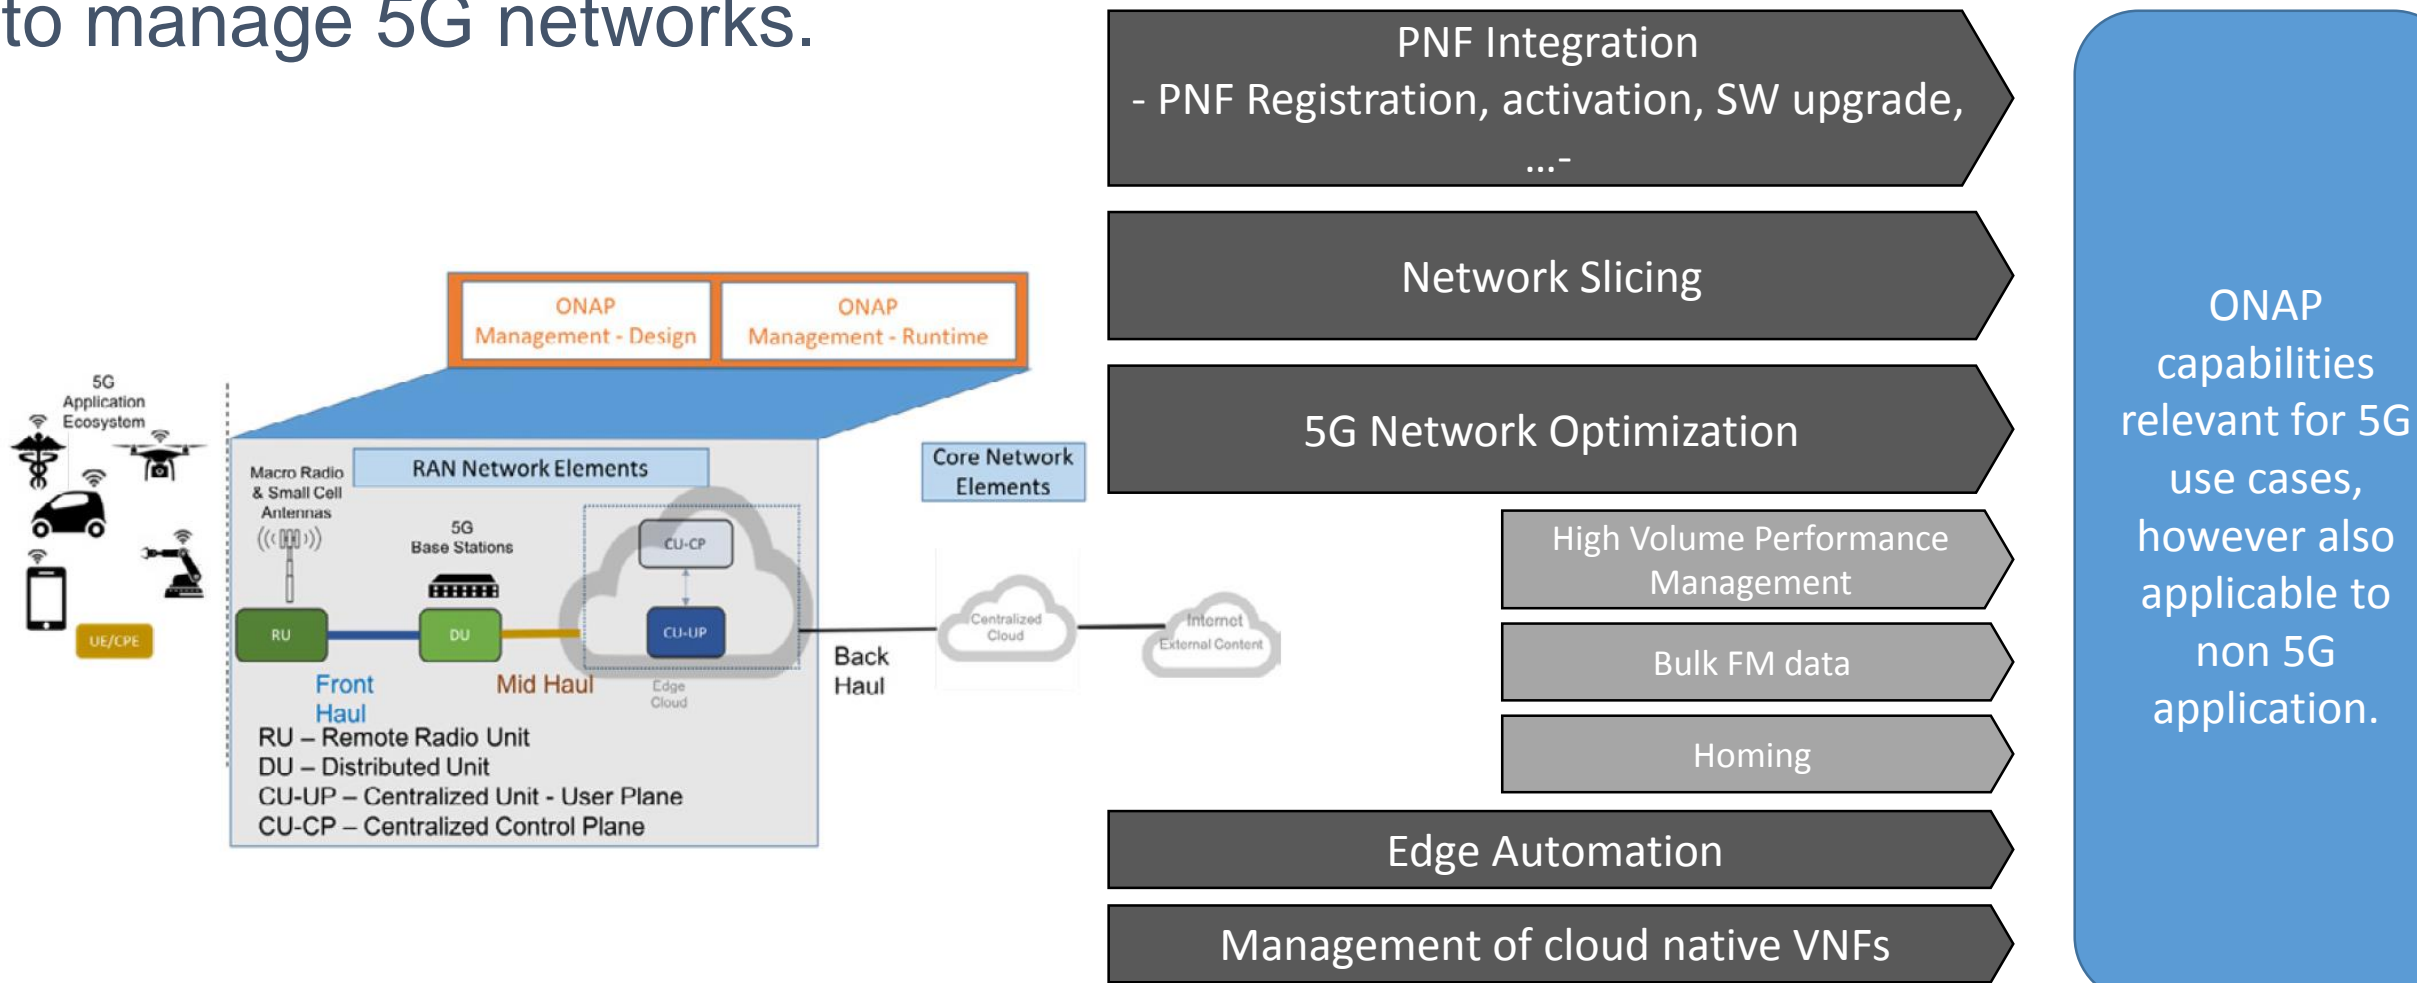 to manage 5G networks.
ONAP
Management - Design
ONAP
Management - Runtime
5G
Application
Ecosystem
UE/CPE
RAN Network Elements
Macro Radio
& Small Cell
Antennas
5G
Base Stations
CU-CP
RU
DU
CU-UP
Front
Haul
Mid Haul
Edge
Cloud
RU – Remote Radio Unit
DU – Distributed Unit
CU-UP – Centralized Unit - User Plane
CU-CP – Centralized Control Plane
Back
Haul
Core Network
Elements
Centralized
Cloud
Internet
External Content
PNF Integration
- PNF Registration, activation, SW upgrade,
...-
Network Slicing
5G Network Optimization
High Volume Performance
Management
Bulk FM data
Homing
Edge Automation
Management of cloud native VNFs
ONAP
capabilities
relevant for 5G
use cases,
however also
applicable to
non 5G
application.